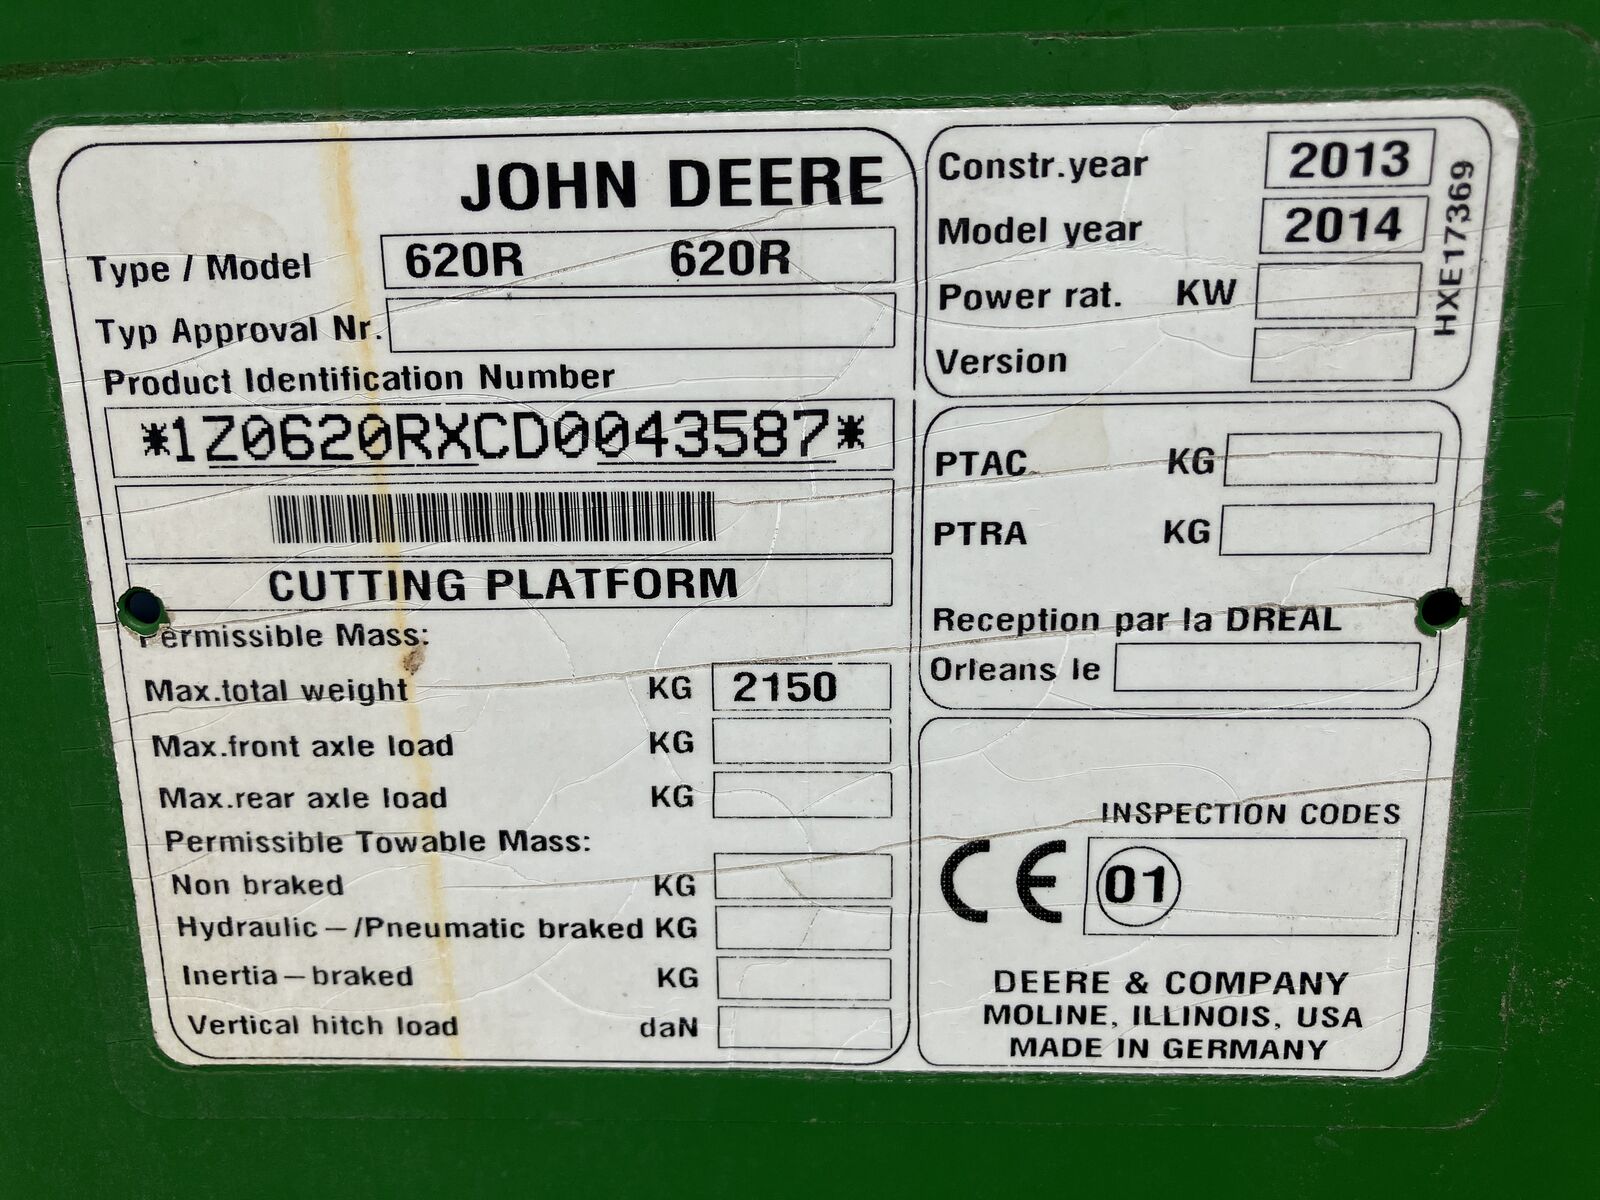 JOHN DEERE
Type / Model 620R 620R
Typ Approval Nr.
Product Identification Number
*1Z0620RXCD0043587*
CUTTING PLATFORM
Permissible Mass:
Max.total weight KG 2150
Max.front axle load KG
Max.rear axle load KG
Permissible Towable Mass:
Non braked KG
Hydraulic-/Pneumatic braked KG
Inertia-braked KG
Vertical hitch load daN
Constr.year 2013
Model year 2014
Power rat. KW
Version
HXE17369
PTAC KG
PTRA KG
Reception par la DREAL
Orleans le
INSPECTION CODES
CE 01
DEERE & COMPANY
MOLINE, ILLINOIS, USA
MADE IN GERMANY